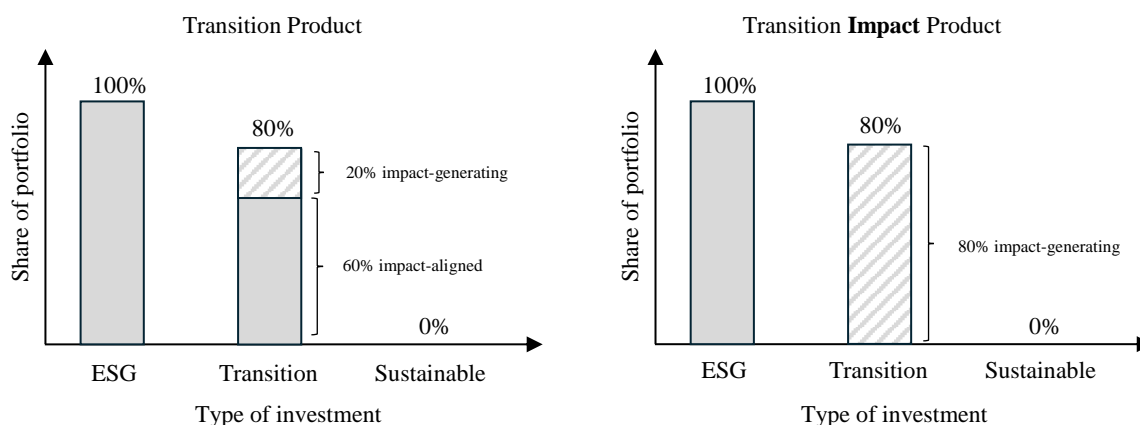 Transition Product
Share of portfolio
100%
80%
20% impact-generating
60% impact-aligned
0%
ESG
Transition
Sustainable
Type of investment
Transition Impact Product
Share of portfolio
100%
80%
80% impact-generating
0%
ESG
Transition
Sustainable
Type of investment